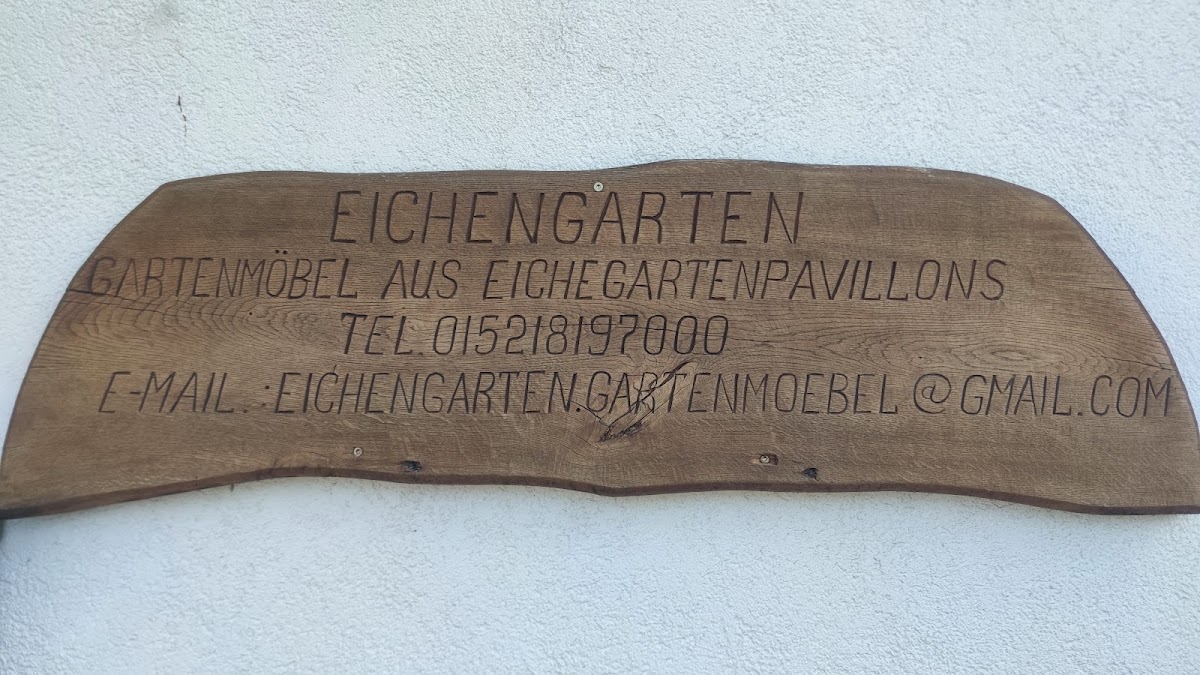 EICHENGARTEN
GARTENMÖBEL AUS EICHEGARTENPAVILLONS
TEL.015218197000
E-MAIL.:EICHENGARTEN.GARTENMOEBEL@GMAIL.COM